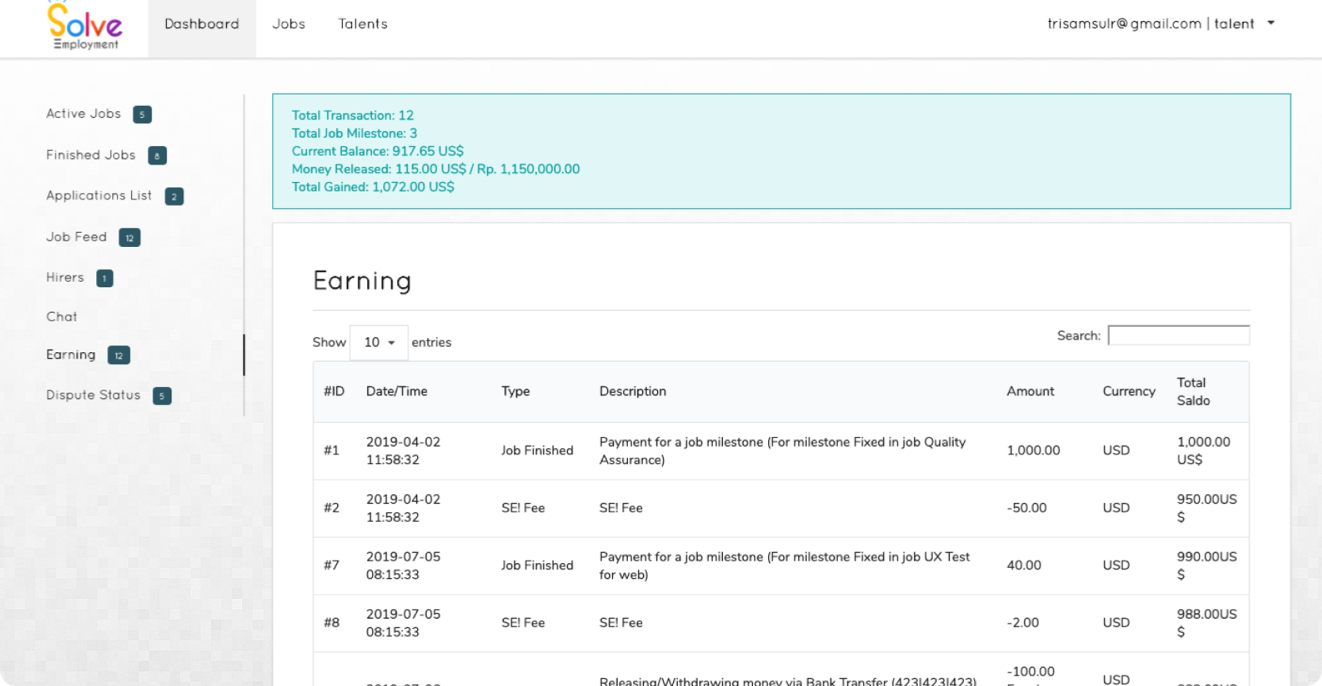 Solve
Employment
Dashboard
Jobs
Talents
trisamsulr@gmail.com | talent
Active Jobs 5
Finished Jobs 8
Applications List 2
Job Feed 12
Hirers 1
Chat
Earning 12
Dispute Status 5
Total Transaction: 12
Total Job Milestone: 3
Current Balance: 917.65 US$
Money Released: 115.00 US$ / Rp. 1,150,000.00
Total Gained: 1,072.00 US$
Earning
Show 10 entries
Search:
#ID Date/Time Type Description Amount Currency Total
Saldo
#1 2019-04-02
11:58:32
Job Finished
Payment for a job milestone (For milestone Fixed in job Quality
Assurance)
1,000.00
USD
1,000.00
US$
#2 2019-04-02
11:58:32
SE! Fee
SE! Fee
-50.00
USD
950.00US
$
#7 2019-07-05
08:15:33
Job Finished
Payment for a job milestone (For milestone Fixed in job UX Test
for web)
40.00
USD
990.00US
$
#8 2019-07-05
08:15:33
SE! Fee
SE! Fee
-2.00
USD
988.00US
$
Releasing/Withdrawing money via Bank Transfer (423|423|423)
-100.00
USD